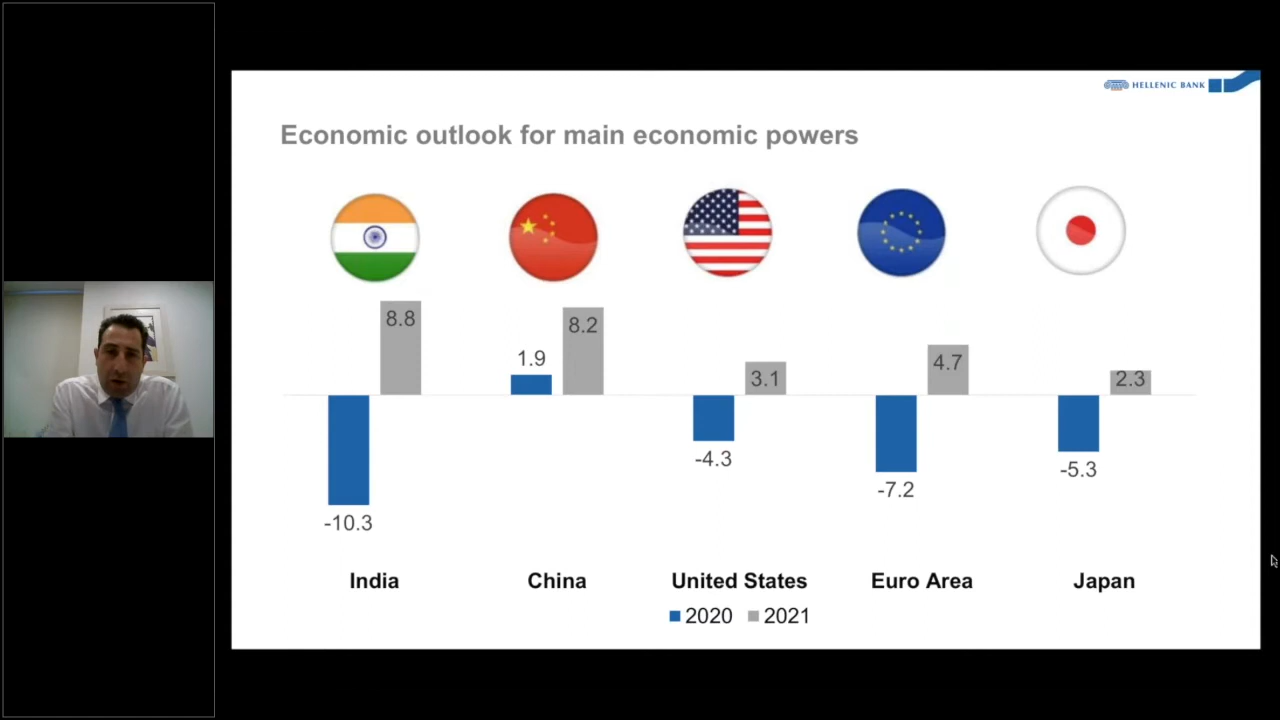 HELLENIC BANK
Economic outlook for main economic powers
8.8
8.2
1.9
3.1
4.7
2.3
-4.3
-7.2
-5.3
-10.3
India
China
United States
Euro Area
Japan
2020
2021